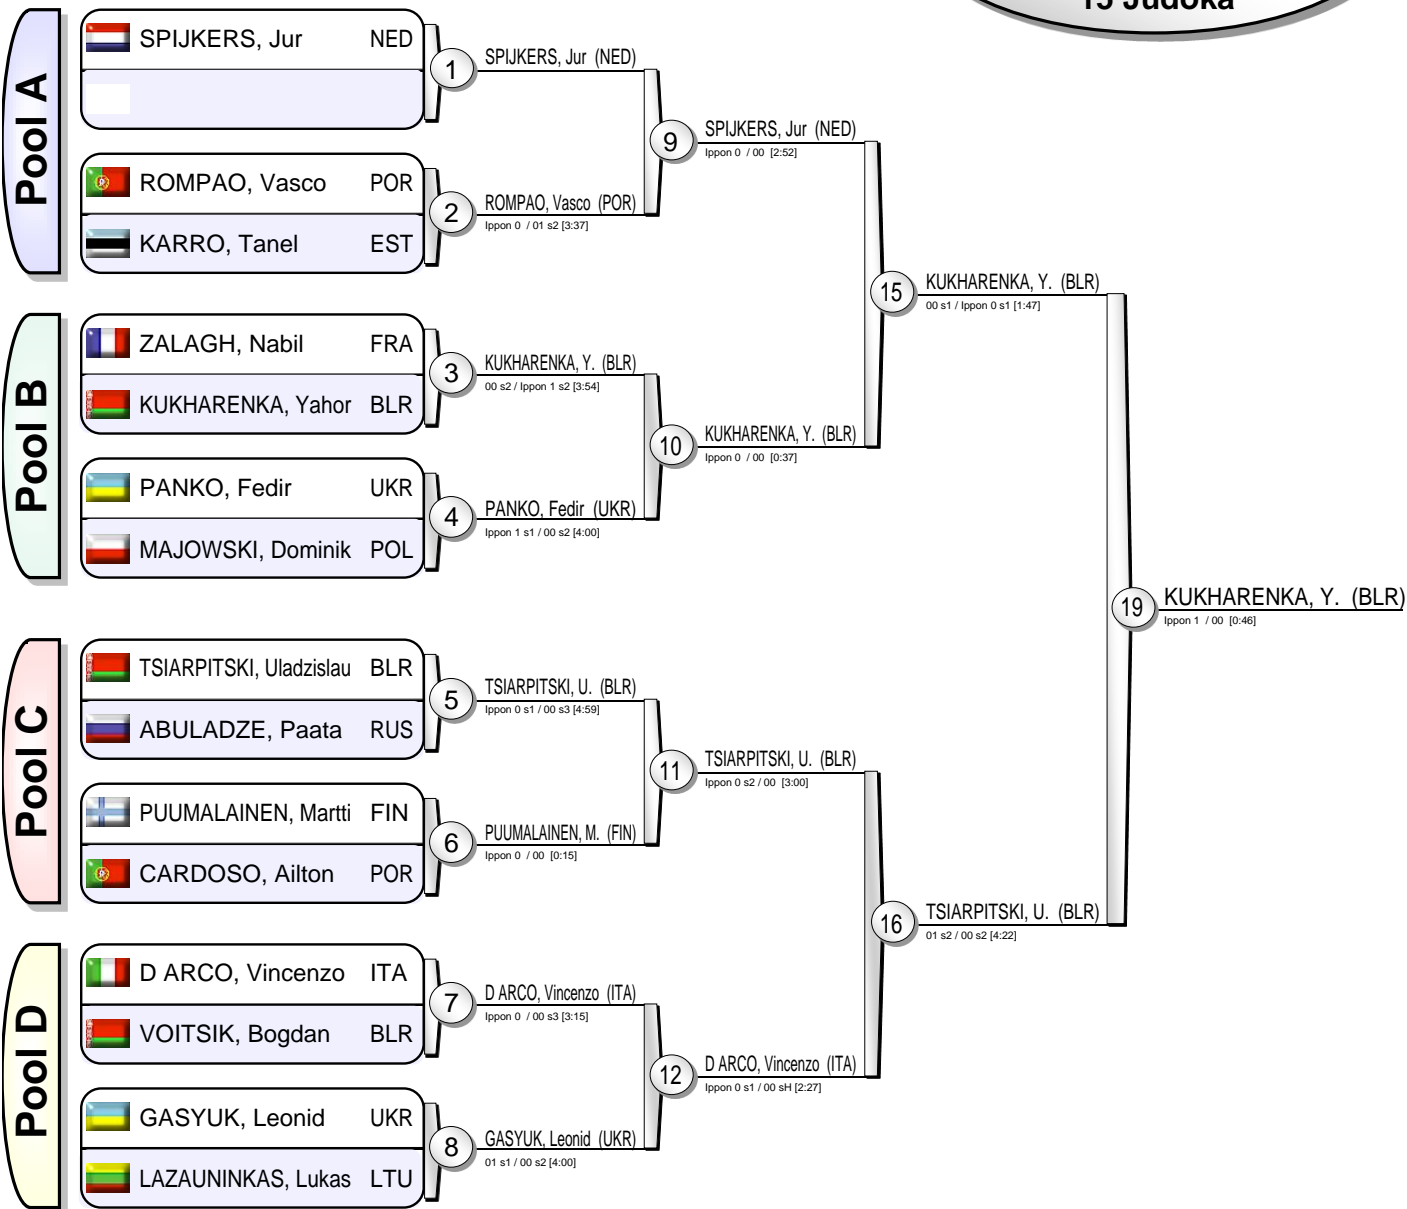 15 Judoka
Pool A
SPIJKERS, Jur NED
ROMPAO, Vasco POR
KARRO, Tanel EST
Pool B
ZALAGH, Nabil FRA
KUKHARENKA, Yahor BLR
PANKO, Fedir UKR
MAJOWSKI, Dominik POL
Pool C
TSIARPITSKI, Uladzislau BLR
ABULADZE, Paata RUS
PUUMALAINEN, Martti FIN
CARDOSO, Ailton POR
Pool D
D ARCO, Vincenzo ITA
VOITSIK, Bogdan BLR
GASYUK, Leonid UKR
LAZAUNINKAS, Lukas LTU
1
SPIJKERS, Jur (NED)
2
ROMPAO, Vasco (POR)
Ippon 0 / 01 s2 [3:37]
3
KUKHARENKA, Y. (BLR)
00 s2 / Ippon 1 s2 [3:54]
4
PANKO, Fedir (UKR)
Ippon 1 s1 / 00 s2 [4:00]
5
TSIARPITSKI, U. (BLR)
Ippon 0 s1 / 00 s3 [4:59]
6
PUUMALAINEN, M. (FIN)
Ippon 0 / 00 [0:15]
7
D ARCO, Vincenzo (ITA)
Ippon 0 / 00 s3 [3:15]
8
GASYUK, Leonid (UKR)
01 s1 / 00 s2 [4:00]
9
SPIJKERS, Jur (NED)
Ippon 0 / 00 [2:52]
10
KUKHARENKA, Y. (BLR)
Ippon 0 / 00 [0:37]
11
TSIARPITSKI, U. (BLR)
Ippon 0 s2 / 00 [3:00]
12
D ARCO, Vincenzo (ITA)
Ippon 0 s1 / 00 sH [2:27]
15
KUKHARENKA, Y. (BLR)
00 s1 / Ippon 0 s1 [1:47]
16
TSIARPITSKI, U. (BLR)
01 s2 / 00 s2 [4:22]
19
KUKHARENKA, Y. (BLR)
Ippon 1 / 00 [0:46]